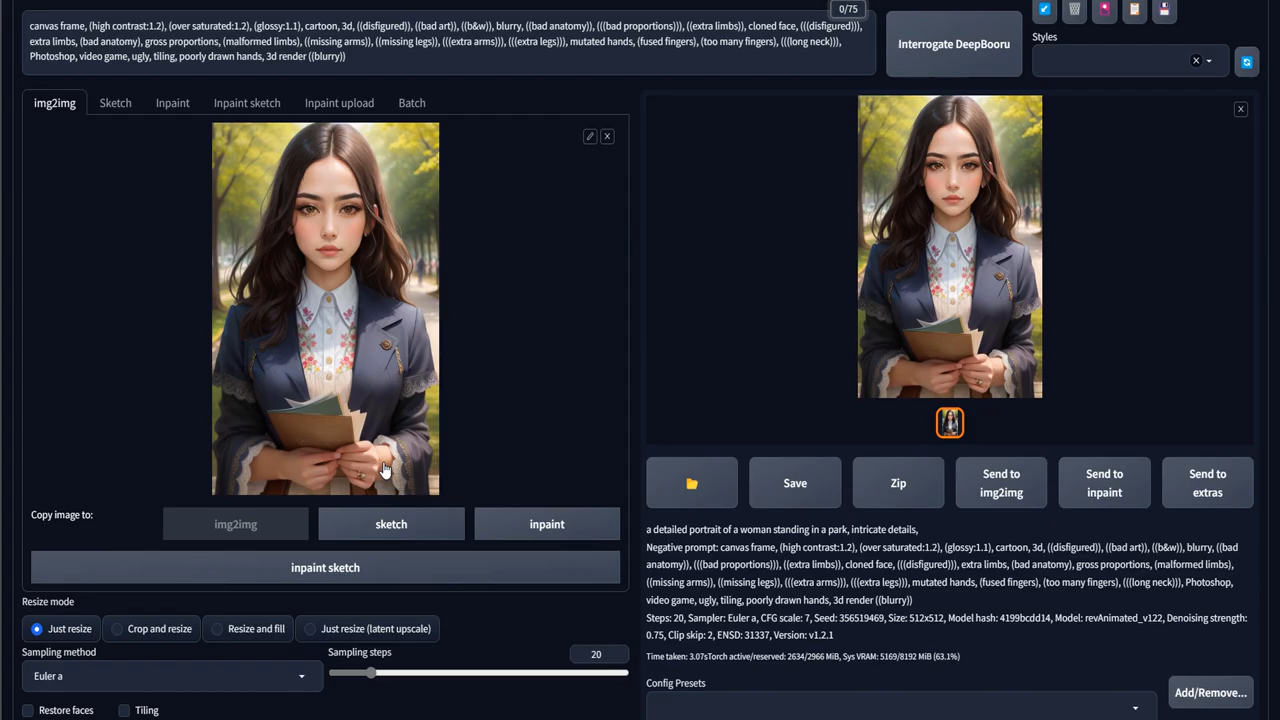 0/75
canvas frame, (high contrast:1.2), (over saturated:1.2), (glossy:1.1), cartoon, 3d, ((disfigured)), ((bad art)), ((b&w)), blurry, ((bad anatomy)), (((bad proportions))), ((extra limbs)), cloned face, (((disfigured))),
extra limbs, (bad anatomy), gross proportions, (malformed limbs), ((missing arms)), ((missing legs)), (((extra arms))), (((extra legs))), mutated hands, (fused fingers), (too many fingers), (((long neck))),
Photoshop, video game, ugly, tiling, poorly drawn hands, 3d render ((blurry))
Interrogate DeepBooru
Styles
img2img
Sketch
Inpaint
Inpaint sketch
Inpaint upload
Batch
Copy image to:
img2img
sketch
inpaint
inpaint sketch
Resize mode
Just resize
Crop and resize
Resize and fill
Just resize (latent upscale)
Sampling method
Euler a
Sampling steps
20
Restore faces
Tiling
Save
Zip
Send to
img2img
Send to
inpaint
Send to
extras
a detailed portrait of a woman standing in a park, intricate details,
Negative prompt: canvas frame, (high contrast:1.2), (over saturated:1.2), (glossy:1.1), cartoon, 3d, ((disfigured)), ((bad art)), ((b&w)), blurry, ((bad
anatomy)), (((bad proportions))), ((extra limbs)), cloned face, (((disfigured))), extra limbs, (bad anatomy), gross proportions, (malformed limbs),
((missing arms)), ((missing legs)), (((extra arms))), (((extra legs))), mutated hands, (fused fingers), (too many fingers), (((long neck))), Photoshop,
video game, ugly, tiling, poorly drawn hands, 3d render ((blurry))
Steps: 20, Sampler: Euler a, CFG scale: 7, Seed: 356519469, Size: 512x512, Model hash: 4199bcdd14, Model: revAnimated_v122, Denoising strength:
0.75, Clip skip: 2, ENSD: 31337, Version: v1.2.1
Time taken: 3.07sTorch active/reserved: 2634/2966 MiB, Sys VRAM: 5169/8192 MiB (63.1%)
Config Presets
Add/Remove...